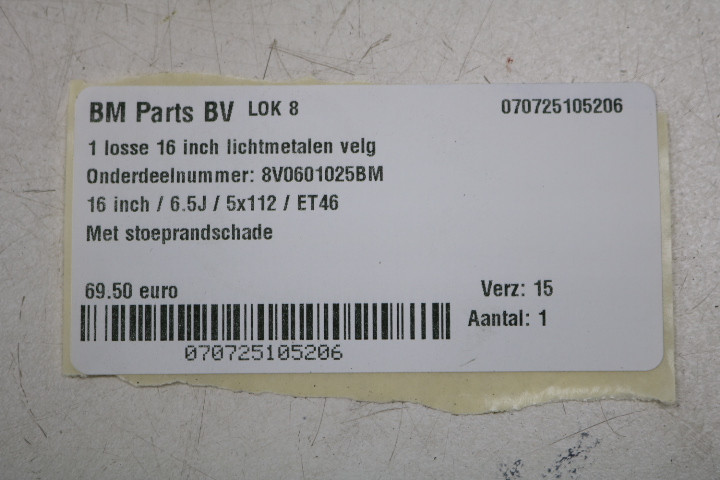 BM Parts BV LOK 8 070725105206
1 losse 16 inch lichtmetalen velg
Onderdeelnummer: 8V0601025BM
16 inch / 6.5J / 5x112 / ET46
Met stoeprandschade
69.50 euro Verz: 15
Aantal: 1
070725105206